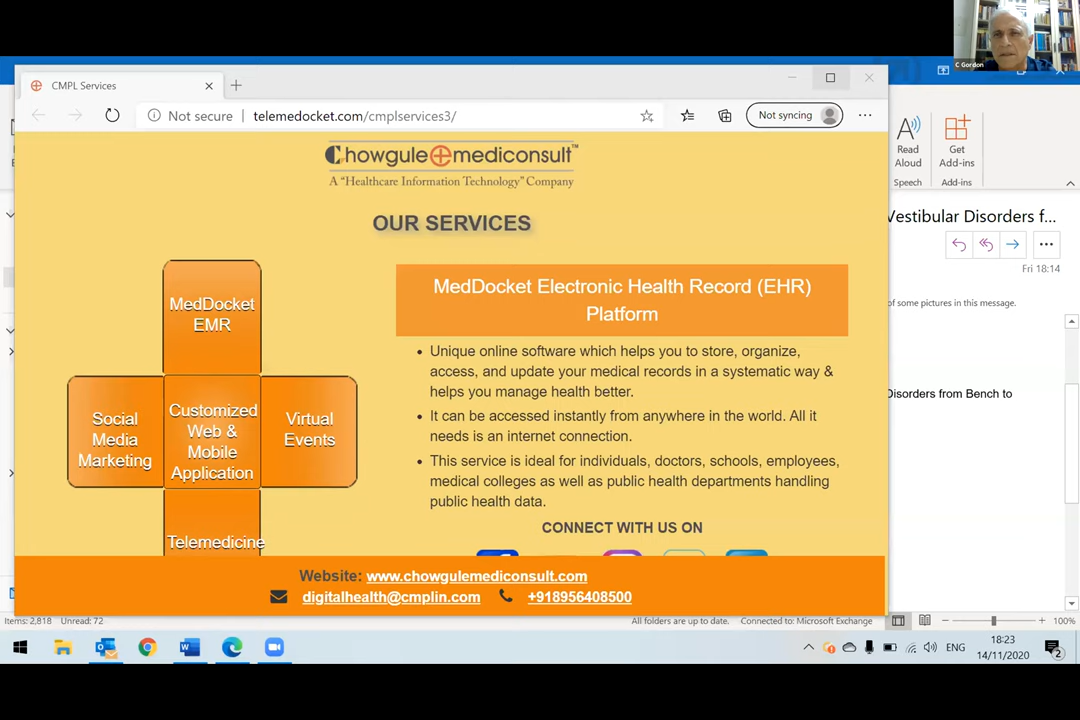 C Gordon
CMPL Services
Not secure
telemedocket.com/cmplservices3/
Not syncing
Chowgule mediconsult™
A “Healthcare Information Technology” Company
OUR SERVICES
MedDocket
EMR
Social
Media
Marketing
Customized
Web &
Mobile
Application
Virtual
Events
Telemedicine
MedDocket Electronic Health Record (EHR)
Platform
• Unique online software which helps you to store, organize,
access, and update your medical records in a systematic way &
helps you manage health better.
• It can be accessed instantly from anywhere in the world. All it
needs is an internet connection.
• This service is ideal for individuals, doctors, schools, employees,
medical colleges as well as public health departments handling
public health data.
CONNECT WITH US ON
Website: www.chowgulemediconsult.com
digitalhealth@cmplin.com +918956408500
Read
Aloud
Speech
Get
Add-ins
Add-ins
Vestibular Disorders f...
Fri 18:14
of some pictures in this message.
Disorders from Bench to
Items: 2,818 Unread: 72
All folders are up to date. Connected to: Microsoft Exchange
100%
ENG
18:23
14/11/2020
2